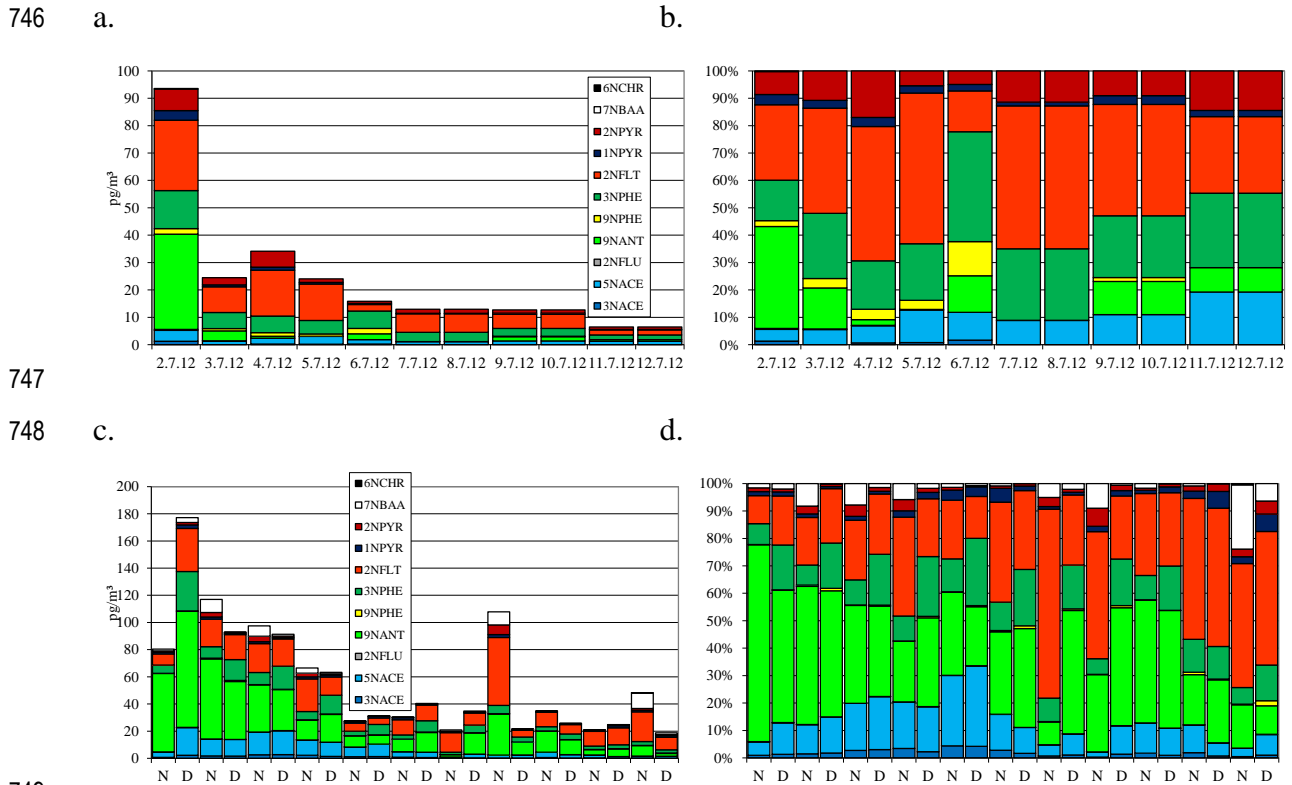 746 a. b.
100
90
80
70
60
50
40
30
20
10
0
pg/m³
6NCHR
7NBAA
2NPYR
1NPYR
2NFLT
3NPHE
9NPHE
9NANT
2NFLU
5NACE
3NACE
2.7.12 3.7.12 4.7.12 5.7.12 6.7.12 7.7.12 8.7.12 9.7.12 10.7.12 11.7.12 12.7.12
100%
90%
80%
70%
60%
50%
40%
30%
20%
10%
0%
2.7.12 3.7.12 4.7.12 5.7.12 6.7.12 7.7.12 8.7.12 9.7.12 10.7.12 11.7.12 12.7.12
747
748 c. d.
200
180
160
140
120
100
80
60
40
20
0
pg/m³
6NCHR
7NBAA
2NPYR
1NPYR
2NFLT
3NPHE
9NPHE
9NANT
2NFLU
5NACE
3NACE
N D N D N D N D N D N D N D N D N D N D N D
100%
90%
80%
70%
60%
50%
40%
30%
20%
10%
0%
N D N D N D N D N D N D N D N D N D N D N D